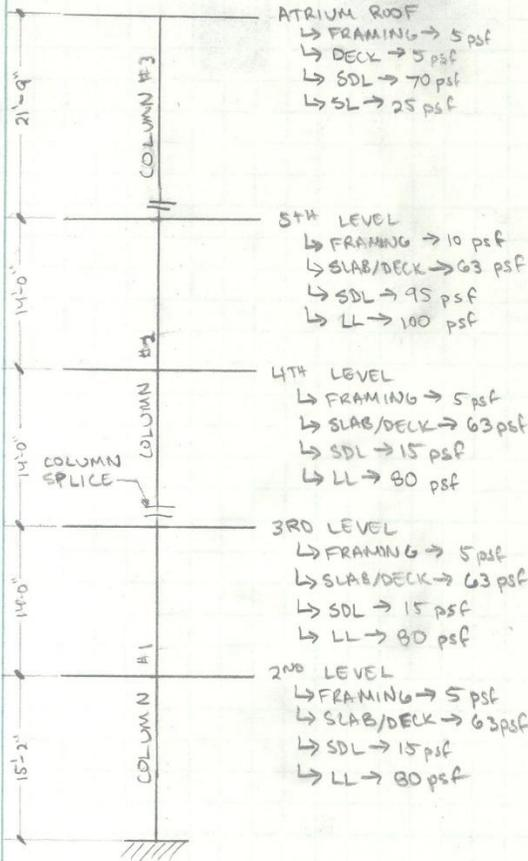 ATRIUM ROOF
↳ FRAMING → 5 psf
↳ DECK → 5 psf
↳ SDL → 70 psf
↳ SL → 25 psf
21'-9"
COLUMN #3
5TH LEVEL
↳ FRAMING → 10 psf
↳ SLAB/DECK → 63 psf
↳ SDL → 95 psf
↳ LL → 100 psf
14'-0"
COLUMN #2
4TH LEVEL
↳ FRAMING → 5 psf
↳ SLAB/DECK → 63 psf
↳ SDL → 15 psf
↳ LL → 80 psf
14'-0"
COLUMN
SPLICE
3RD LEVEL
↳ FRAMING → 5 psf
↳ SLAB/DECK → 63 psf
↳ SDL → 15 psf
↳ LL → 80 psf
14'-0"
COLUMN #1
2ND LEVEL
↳ FRAMING → 5 psf
↳ SLAB/DECK → 63 psf
↳ SDL → 15 psf
↳ LL → 80 psf
15'-2"